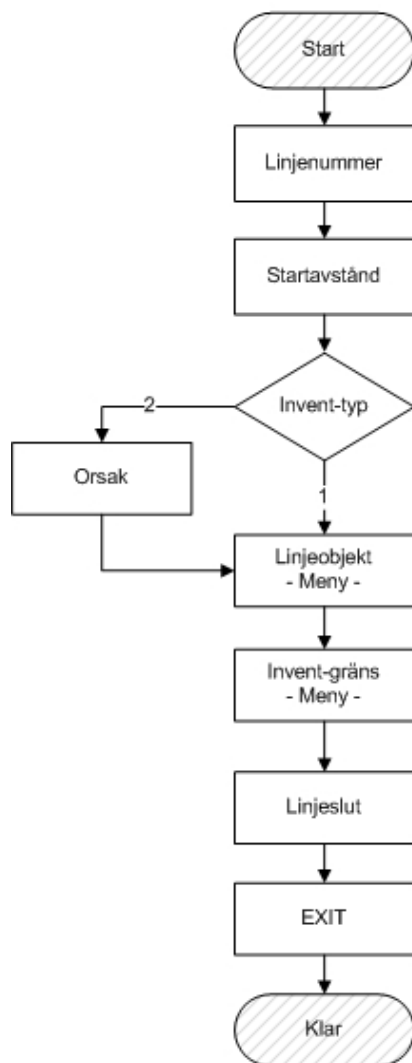 Start
Linjenummer
Startavstånd
Invent-typ
2
Orsak
1
Linjeobjekt
- Meny -
Invent-gräns
- Meny -
Linjeslut
EXIT
Klar